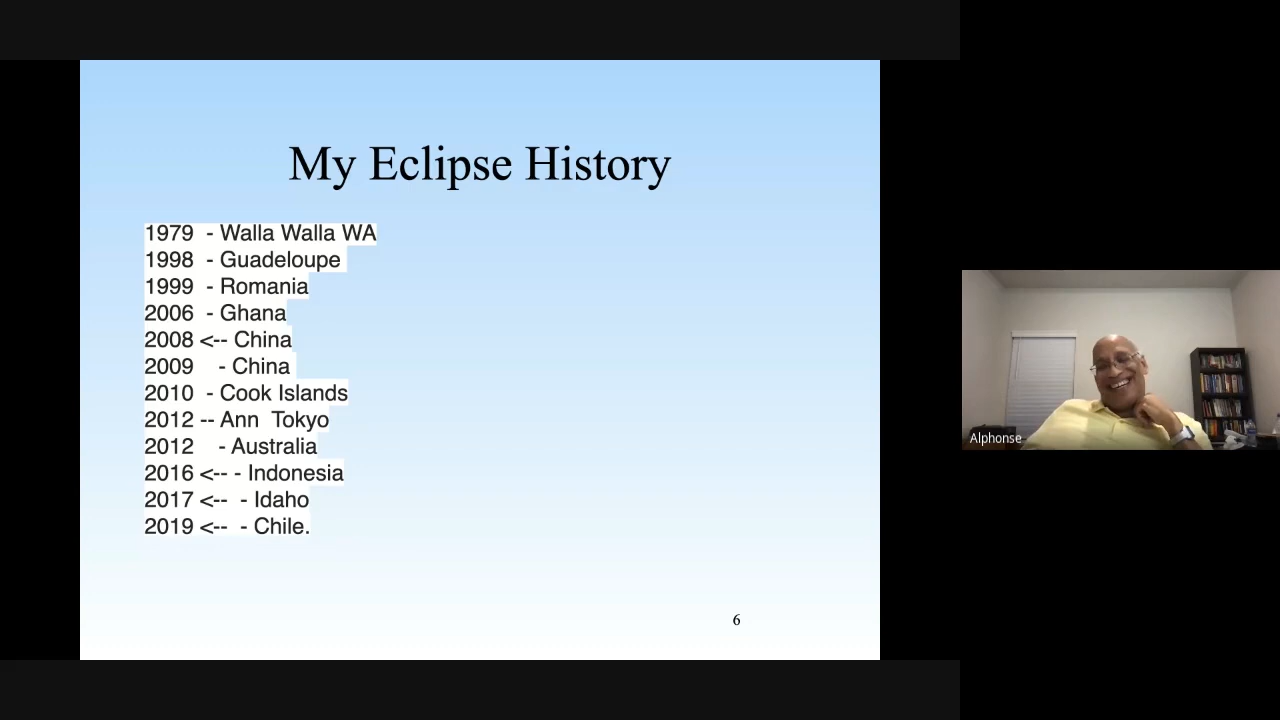 My Eclipse History
1979 - Walla Walla WA
1998 - Guadeloupe
1999 - Romania
2006 - Ghana
2008 <-- China
2009 - China
2010 - Cook Islands
2012 -- Ann Tokyo
2012 - Australia
2016 <-- - Indonesia
2017 <-- - Idaho
2019 <-- - Chile.
6
Alphonse